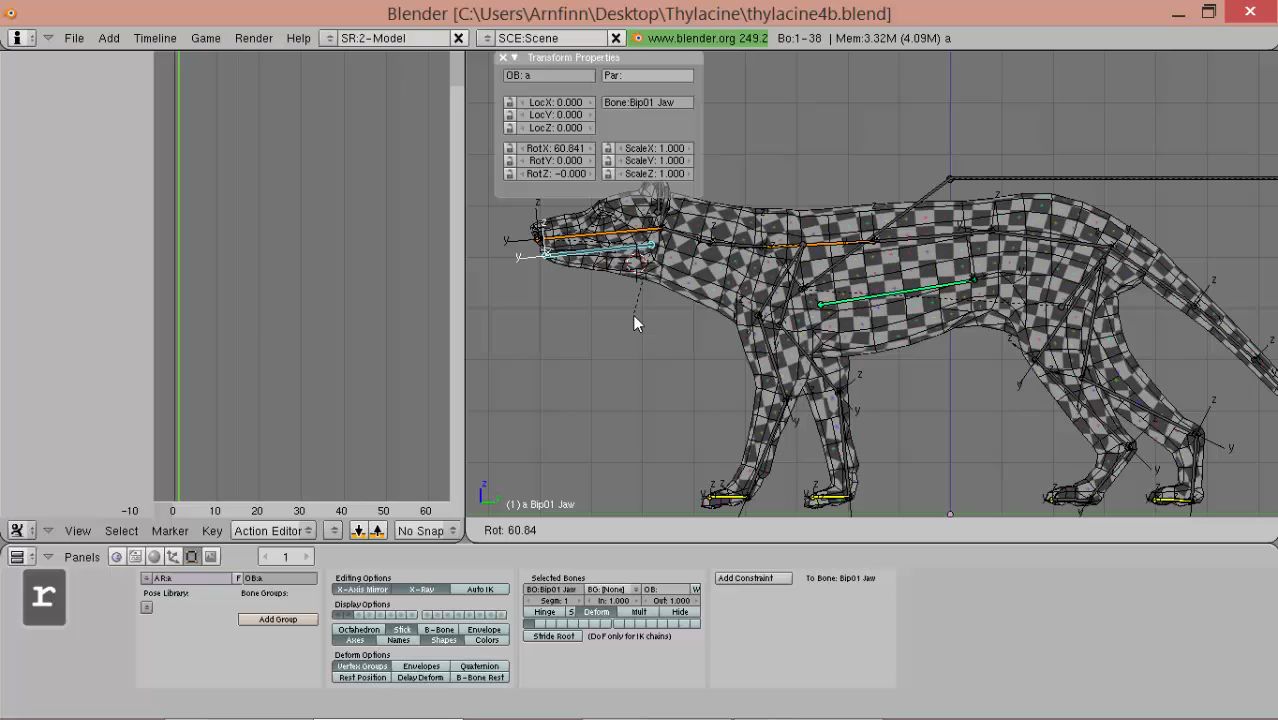 Blender [C:\Users\Arnfinn\Desktop\Thylacine\thylacine4b.blend]
File Add Timeline Game Render Help SR:2-Model SCE:Scene www.blender.org 249.2 Bo:1-38 | Mem:3.32M (4.09M) a
Transform Properties
OB: a Par:
LocX: 0.000 Bone:Bip01 Jaw
LocY: 0.000
LocZ: 0.000
RotX: 60.841 ScaleX: 1.000
RotY: 0.000 ScaleY: 1.000
RotZ: -0.000 ScaleZ: 1.000
z
y
y
z
z
z
z
y
y
z
z
y
y
y
z z
z
z
(1) a Bip01 Jaw
-10 0 10 20 30 40 50 60
View Select Marker Key Action Editor No Snap Rot: 60.84
Panels 1
AR:a F OB:a
Pose Library: Bone Groups:
Add Group
Editing Options
X-Axis Mirror X-Ray Auto IK
Display Options
Octahedron Stick B-Bone Envelope
Axes Names Shapes Colors
Deform Options
Vertex Groups Envelopes Quaternion
Rest Position Delay Deform B-Bone Rest
Selected Bones
BO:Bip01 Jaw BG: [None] OB: W
Segm: 1 In: 1.000 Out: 1.000
Hinge S Deform Mult Hide
Stride Root (DoF only for IK chains)
Add Constraint To Bone: Bip01 Jaw
r